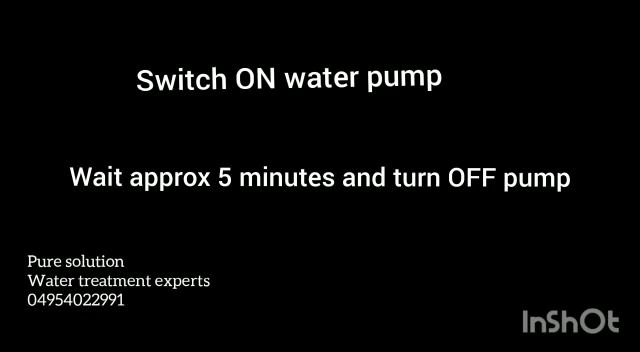 Switch ON water pump
Wait approx 5 minutes and turn OFF pump
Pure solution
Water treatment experts
04954022991
InShOt